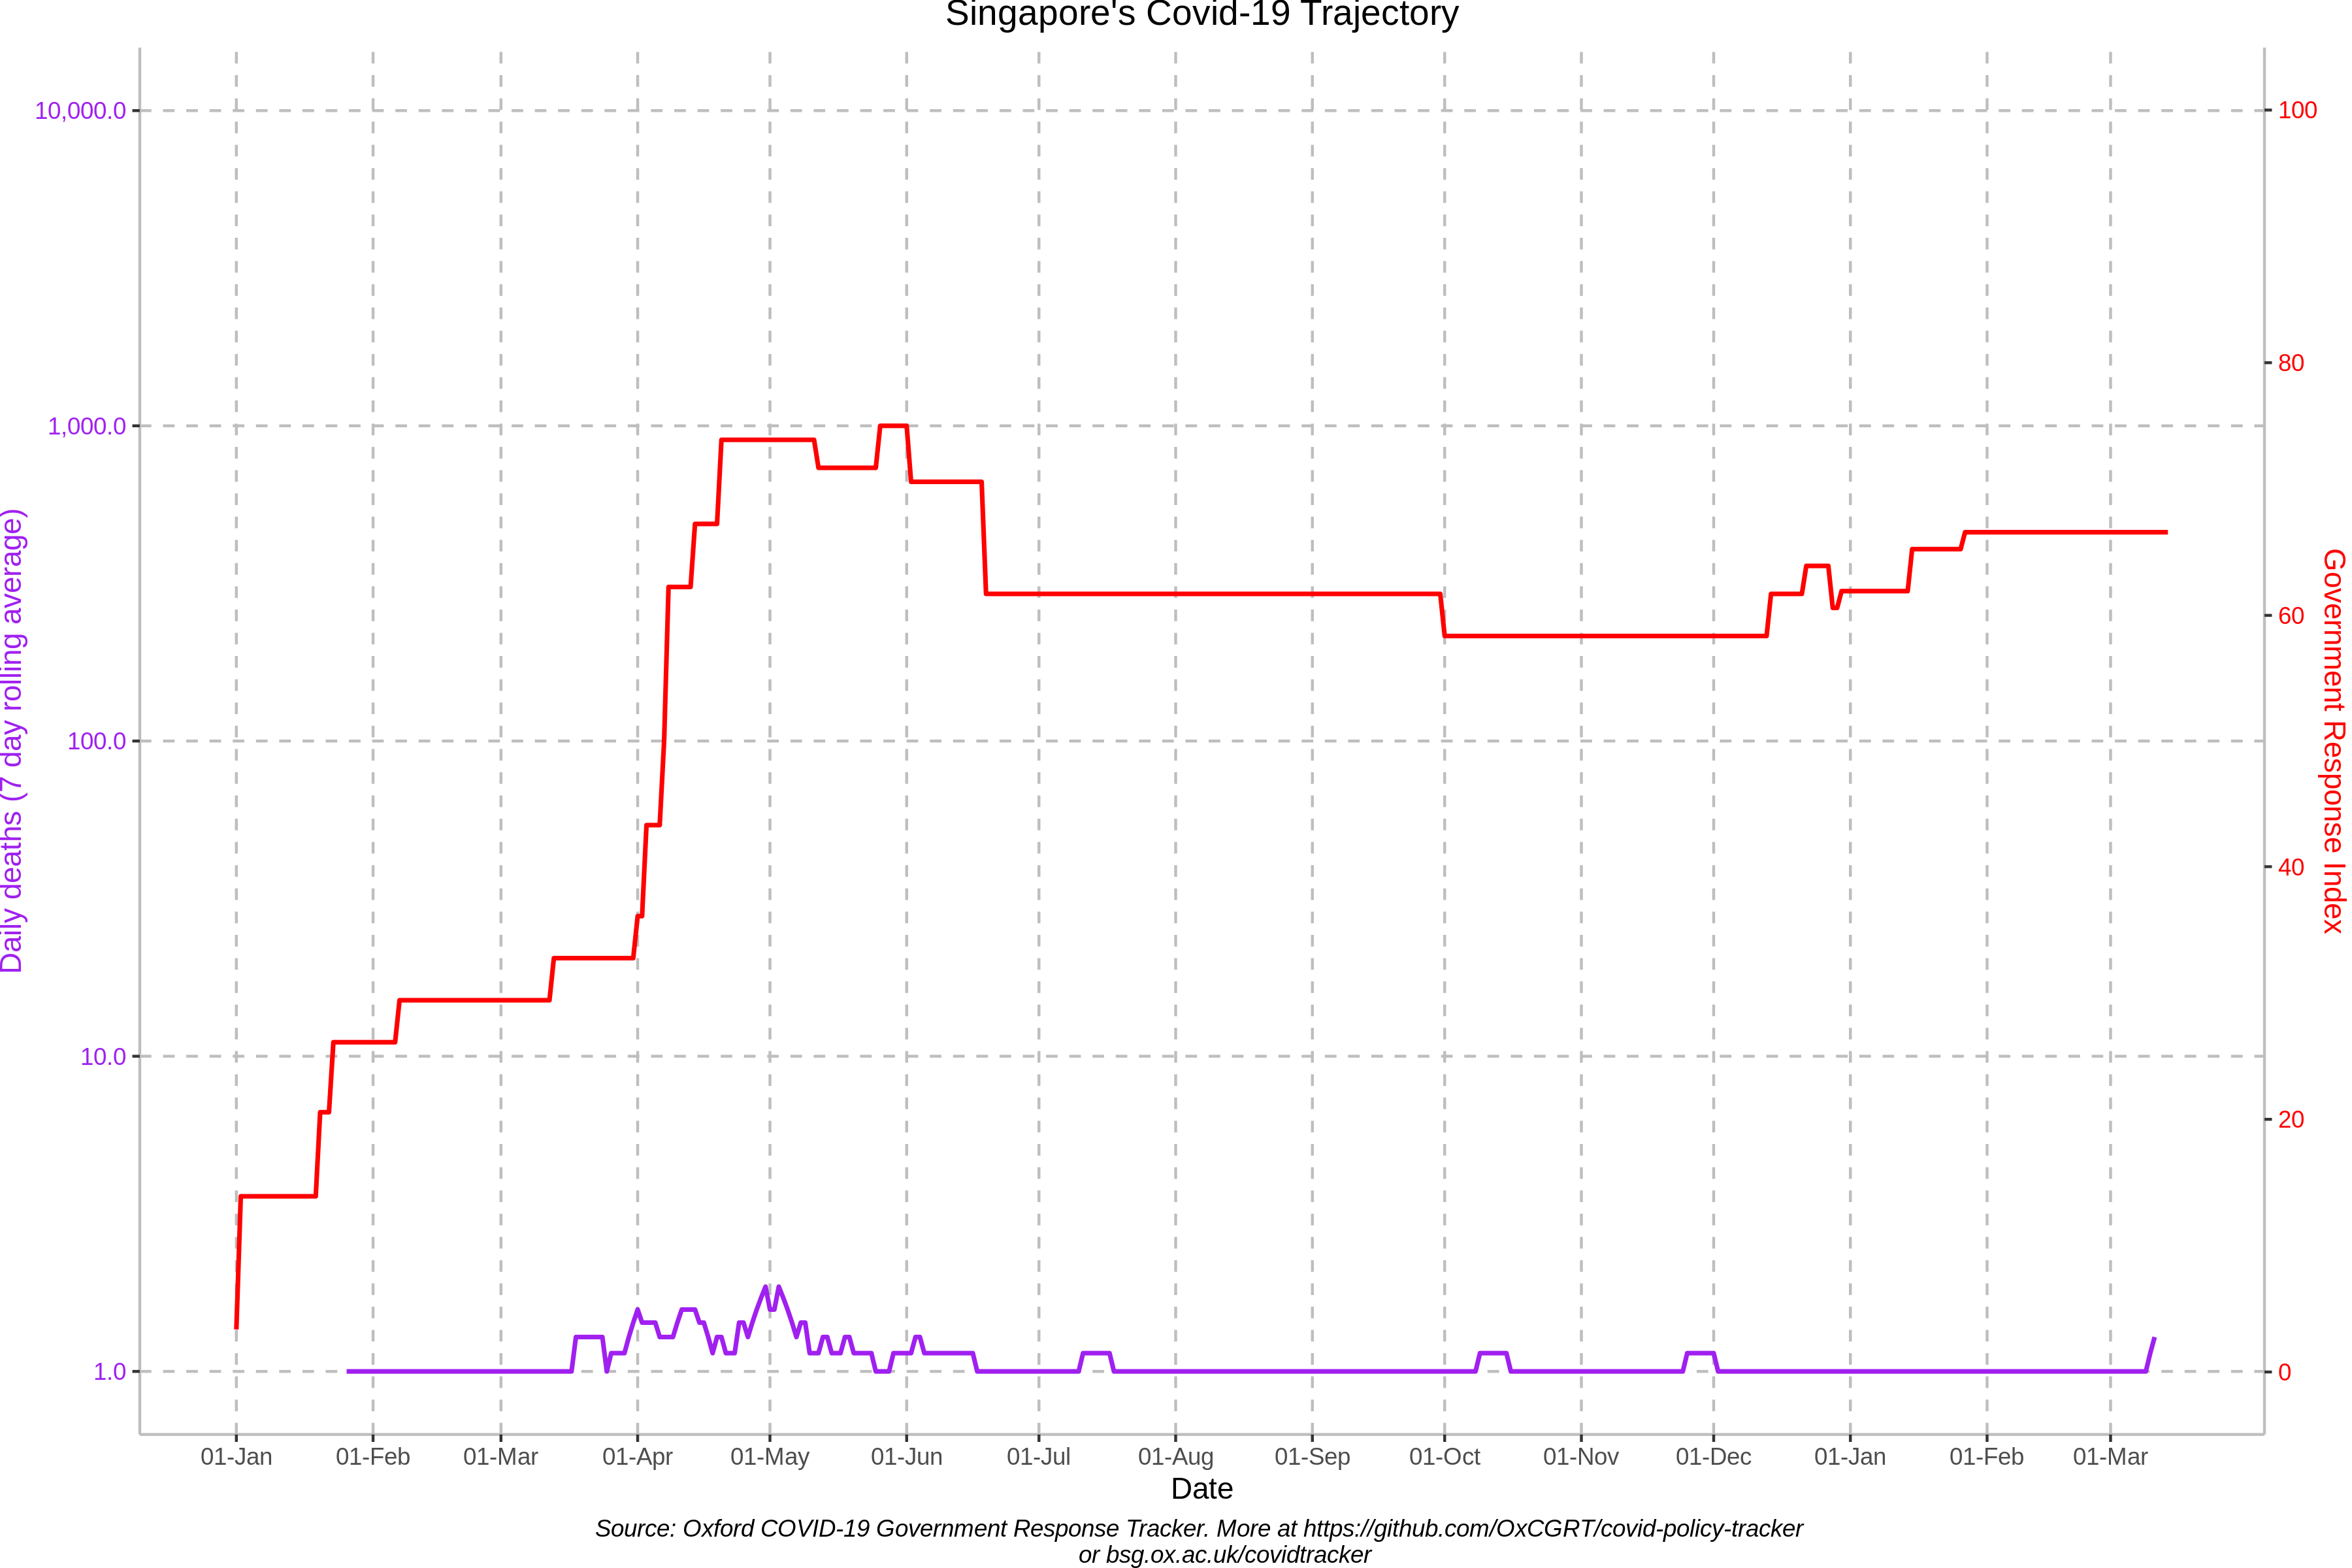 Singapore's Covid-19 Trajectory
10,000.0
1,000.0
100.0
10.0
1.0
Daily deaths (7 day rolling average)
100
80
60
40
20
0
Government Response Index
01-Jan 01-Feb 01-Mar 01-Apr 01-May 01-Jun 01-Jul 01-Aug 01-Sep 01-Oct 01-Nov 01-Dec 01-Jan 01-Feb 01-Mar
Date
Source: Oxford COVID-19 Government Response Tracker. More at https://github.com/OxCGRT/covid-policy-tracker
or bsg.ox.ac.uk/covidtracker